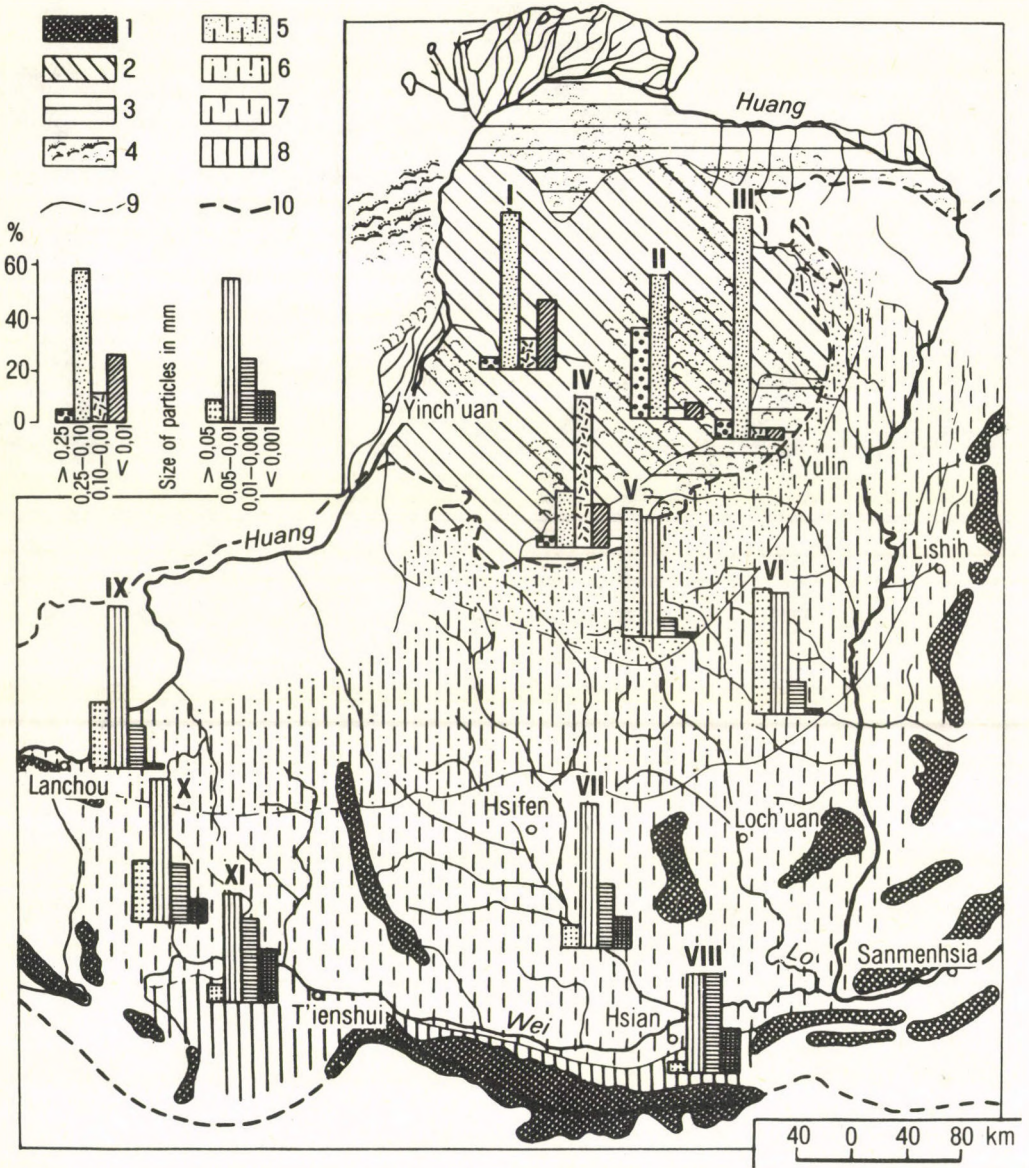 1
2
3
4
5
6
7
8
9
10
%
60
40
20
0
> 0,25
0,25–0,10
0,10–0,01
< 0,01
Size of particles in mm
> 0,05
0,05–0,01
0,01–0,001
< 0,001
Huang
I
II
III
IV
Yinch'uan
Yulin
V
Huang
Lishih
IX
VI
Lanchou
X
Hsifen
VII
Loch'uan
XI
VIII
Lo
Sanmenhsia
T'ienshui
Wei
Hsian
40 0 40 80 km